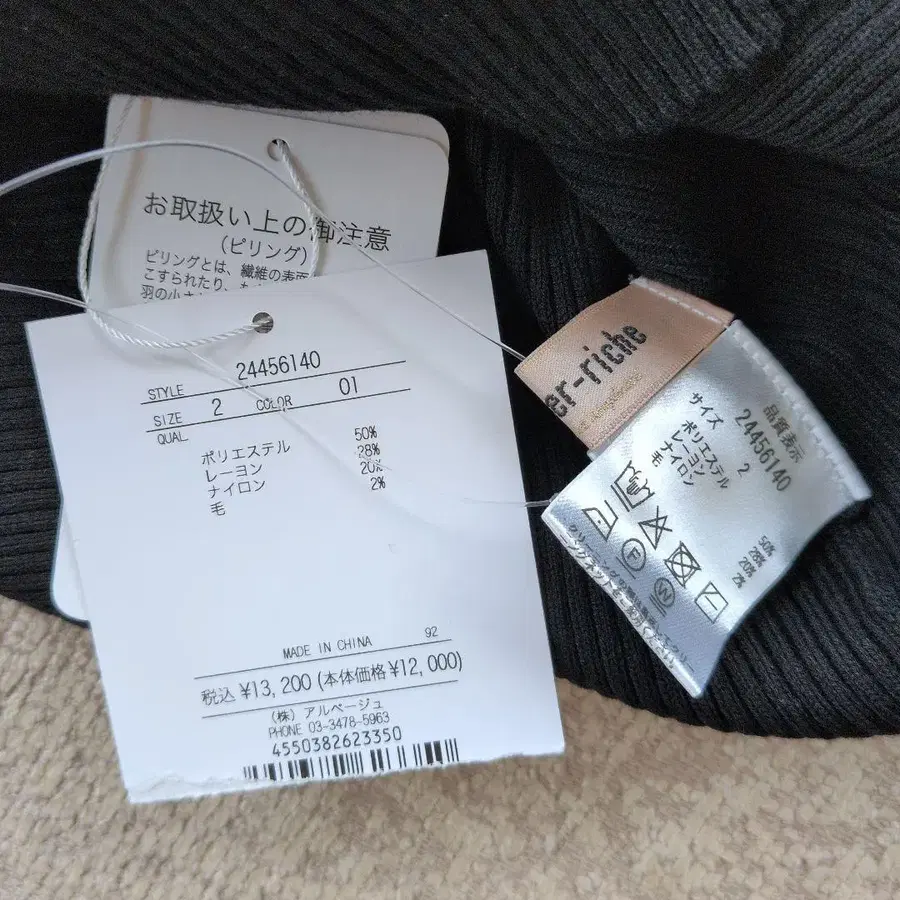 お取扱い上の御注意
(ピリング)
ピリングとは、繊維の表面
こすられたり、
羽の小さ
STYLE 24456140
SIZE 2 COLOR 01
QUAL
ポリエステル 50%
レーヨン 28%
ナイロン 20%
毛 2%
MADE IN CHINA 92
税込 ¥13,200 (本体価格 ¥12,000)
(株) アルページュ
PHONE 03-3478-5963
4550382623350
er-riche
品質表示
24456140
サイズ 2
ポリエステル 50%
レーヨン 28%
ナイロン 20%
毛 2%
F
W